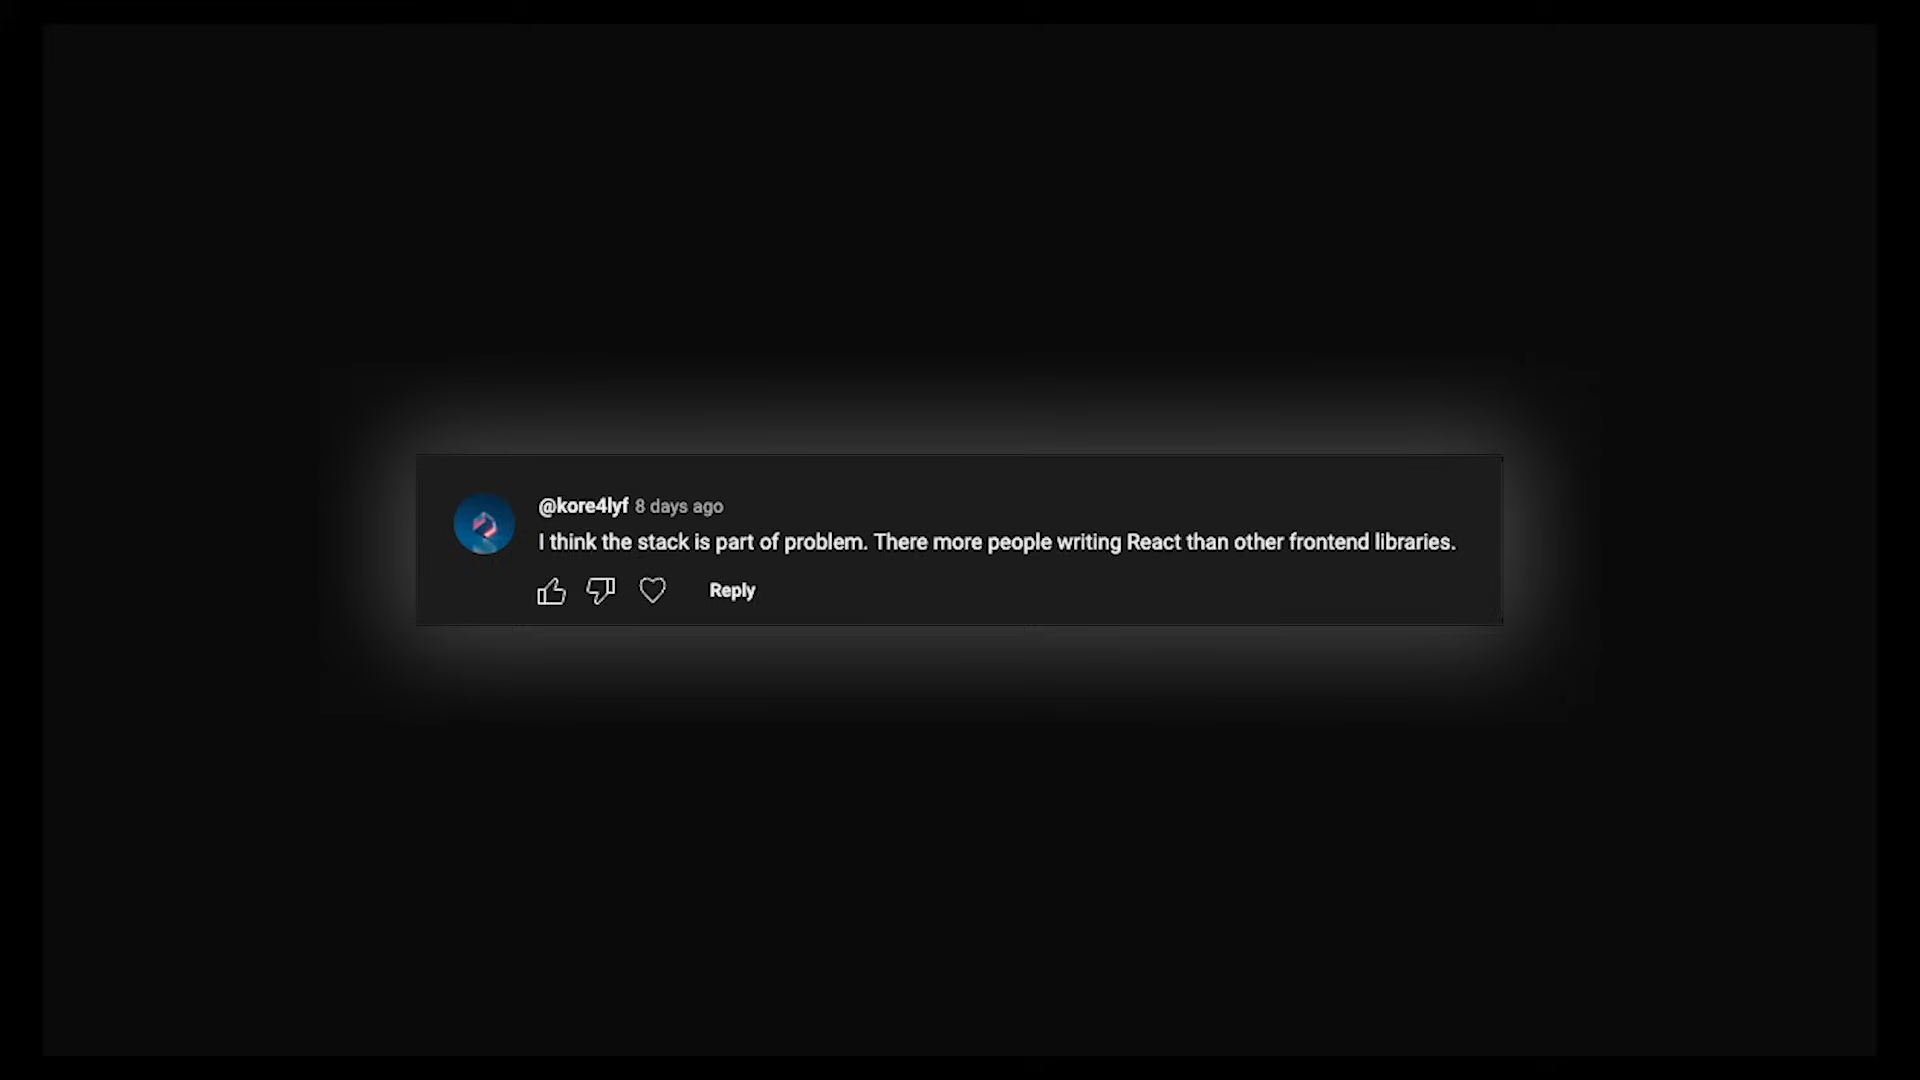 @kore4lyf 8 days ago
I think the stack is part of problem. There more people writing React than other frontend libraries.
Reply